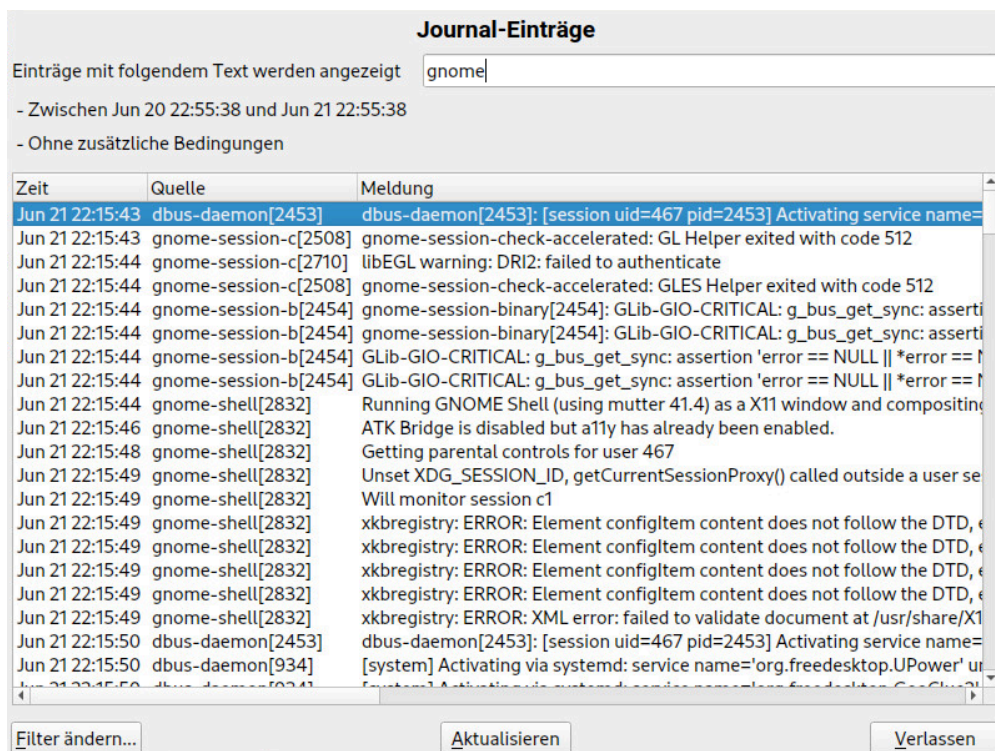 Journal-Einträge
Einträge mit folgendem Text werden angezeigt gnome
- Zwischen Jun 20 22:55:38 und Jun 21 22:55:38
- Ohne zusätzliche Bedingungen
Zeit Quelle Meldung
Jun 21 22:15:43 dbus-daemon[2453] dbus-daemon[2453]: [session uid=467 pid=2453] Activating service name=
Jun 21 22:15:43 gnome-session-c[2508] gnome-session-check-accelerated: GL Helper exited with code 512
Jun 21 22:15:44 gnome-session-c[2710] libEGL warning: DRI2: failed to authenticate
Jun 21 22:15:44 gnome-session-c[2508] gnome-session-check-accelerated: GLES Helper exited with code 512
Jun 21 22:15:44 gnome-session-b[2454] gnome-session-binary[2454]: GLib-GIO-CRITICAL: g_bus_get_sync: asserti
Jun 21 22:15:44 gnome-session-b[2454] gnome-session-binary[2454]: GLib-GIO-CRITICAL: g_bus_get_sync: asserti
Jun 21 22:15:44 gnome-session-b[2454] GLib-GIO-CRITICAL: g_bus_get_sync: assertion 'error == NULL || *error ==
Jun 21 22:15:44 gnome-session-b[2454] GLib-GIO-CRITICAL: g_bus_get_sync: assertion 'error == NULL || *error ==
Jun 21 22:15:44 gnome-shell[2832] Running GNOME Shell (using mutter 41.4) as a X11 window and compositing
Jun 21 22:15:46 gnome-shell[2832] ATK Bridge is disabled but a11y has already been enabled.
Jun 21 22:15:48 gnome-shell[2832] Getting parental controls for user 467
Jun 21 22:15:49 gnome-shell[2832] Unset XDG_SESSION_ID, getCurrentSessionProxy() called outside a user se
Jun 21 22:15:49 gnome-shell[2832] Will monitor session c1
Jun 21 22:15:49 gnome-shell[2832] xkbregistry: ERROR: Element configItem content does not follow the DTD, e
Jun 21 22:15:49 gnome-shell[2832] xkbregistry: ERROR: Element configItem content does not follow the DTD, e
Jun 21 22:15:49 gnome-shell[2832] xkbregistry: ERROR: Element configItem content does not follow the DTD, e
Jun 21 22:15:49 gnome-shell[2832] xkbregistry: ERROR: Element configItem content does not follow the DTD, e
Jun 21 22:15:49 gnome-shell[2832] xkbregistry: ERROR: XML error: failed to validate document at /usr/share/X1
Jun 21 22:15:50 dbus-daemon[2453] dbus-daemon[2453]: [session uid=467 pid=2453] Activating service name=
Jun 21 22:15:50 dbus-daemon[934] [system] Activating via systemd: service name='org.freedesktop.UPower' un
Filter ändern... Aktualisieren Verlassen